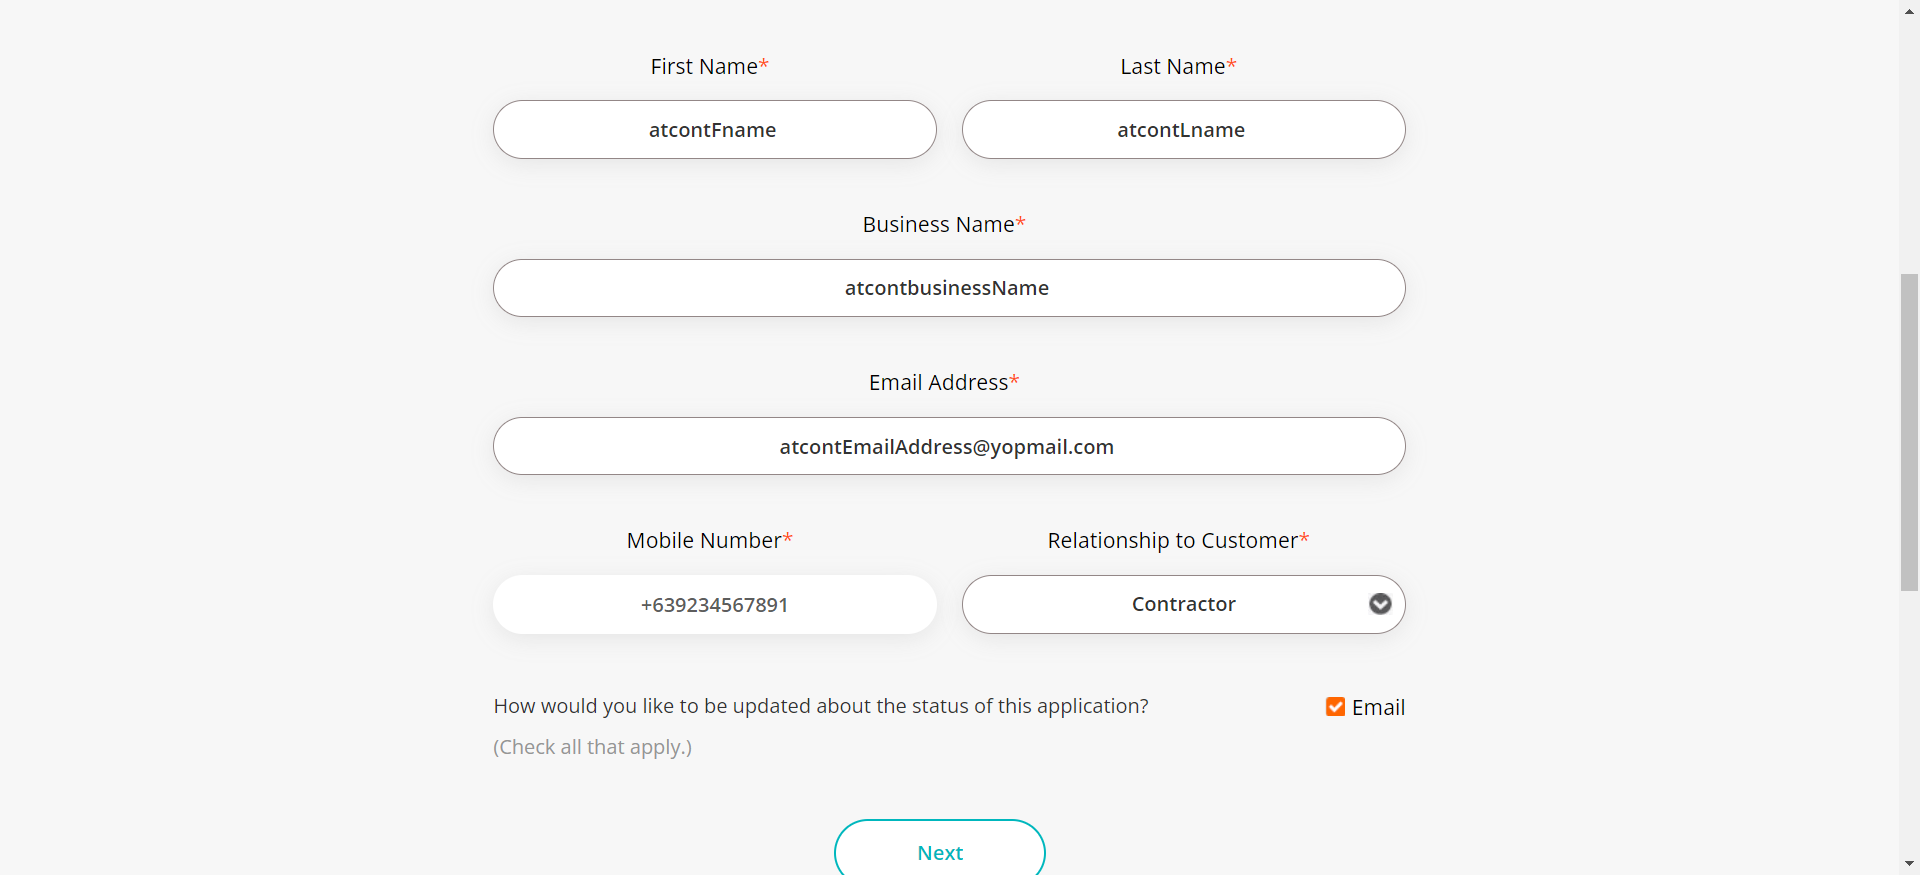 First Name* Last Name*
atcontFname atcontLname
Business Name*
atcontbusinessName
Email Address*
atcontEmailAddress@yopmail.com
Mobile Number* Relationship to Customer*
+639234567891 Contractor
How would you like to be updated about the status of this application? Email
(Check all that apply.)
Next